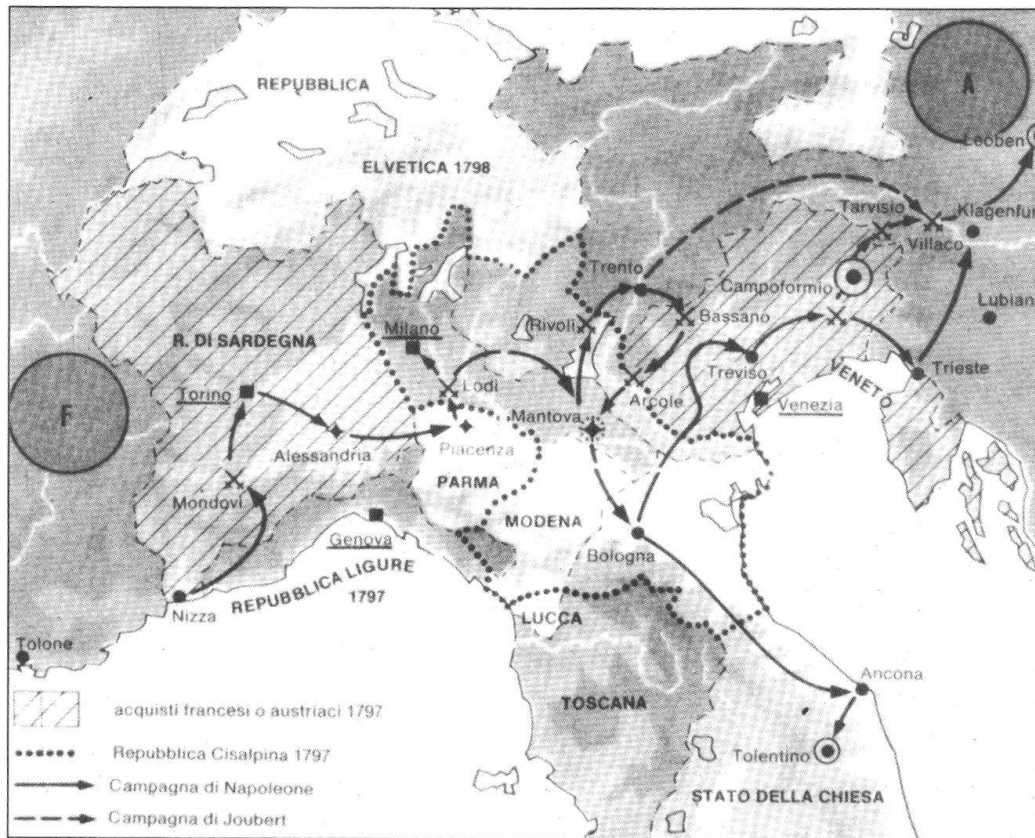 REPUBBLICA
A
Leoben
ELVETICA 1798
Tarvisio
Klagenfur
Villaco
Trento
Campoformio
Lubian
R. DI SARDEGNA
Milano
Rivoli
Bassano
Treviso
VENETO
Trieste
F
Torino
Lodi
Arcole
Venezia
Mantova
Alessandria
Piacenza
PARMA
Mondovì
MODENA
Genova
Bologna
REPUBBLICA LIGURE
1797
Nizza
LUCCA
Tolone
Ancona
TOSCANA
Tolentino
STATO DELLA CHIESA
acquisti francesi o austriaci 1797
Repubblica Cisalpina 1797
Campagna di Napoleone
Campagna di Joubert